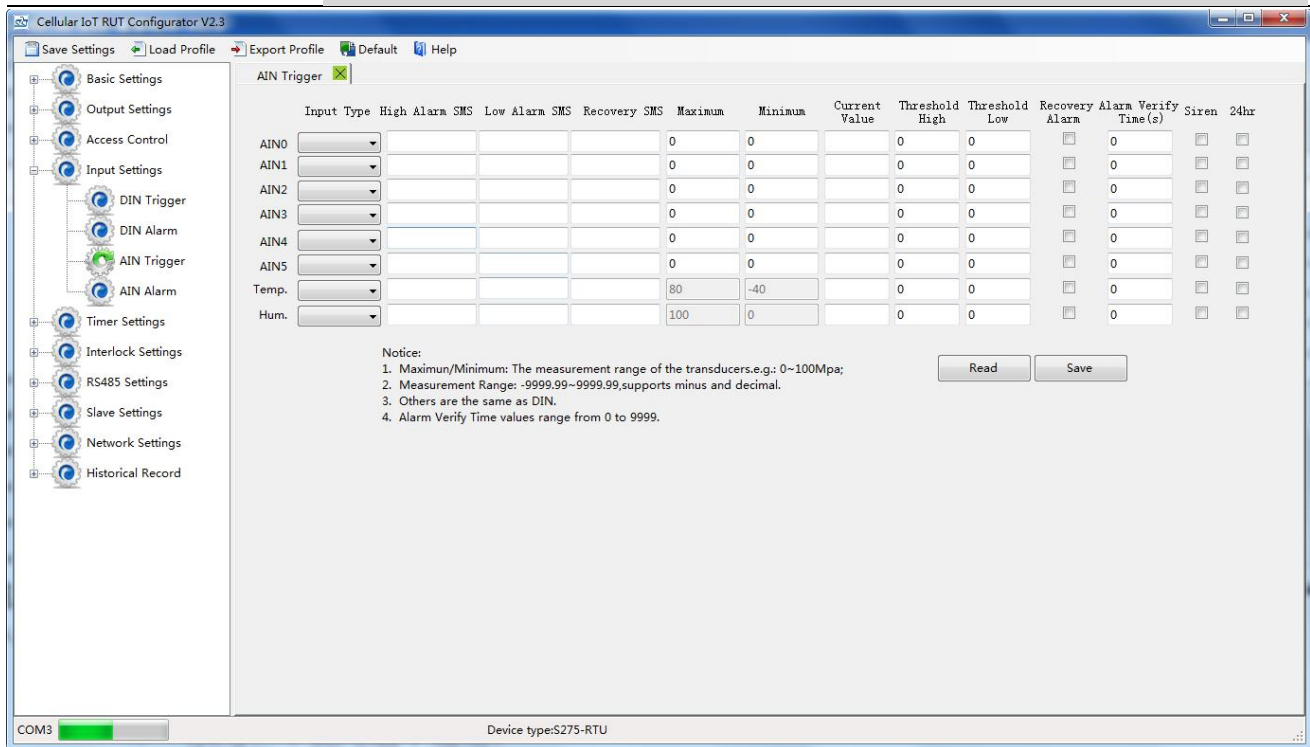 Cellular IoT RUT Configurator V2.3
Save Settings Load Profile Export Profile Default Help
Basic Settings
Output Settings
Access Control
Input Settings
DIN Trigger
DIN Alarm
AIN Trigger
AIN Alarm
Timer Settings
Interlock Settings
RS485 Settings
Slave Settings
Network Settings
Historical Record
AIN Trigger
Input Type High Alarm SMS Low Alarm SMS Recovery SMS Maximum Minimum Current Value Threshold High Threshold Low Recovery Alarm Alarm Verify Time(s) Siren 24hr
AIN0 0 0 0 0 0
AIN1 0 0 0 0 0
AIN2 0 0 0 0 0
AIN3 0 0 0 0 0
AIN4 0 0 0 0 0
AIN5 0 0 0 0 0
Temp. 80 -40 0 0 0
Hum. 100 0 0 0 0
Notice:
1. Maximun/Minimum: The measurement range of the transducers.e.g.: 0~100Mpa;
2. Measurement Range: -9999.99~9999.99,supports minus and decimal.
3. Others are the same as DIN.
4. Alarm Verify Time values range from 0 to 9999.
Read Save
COM3 Device type:S275-RTU